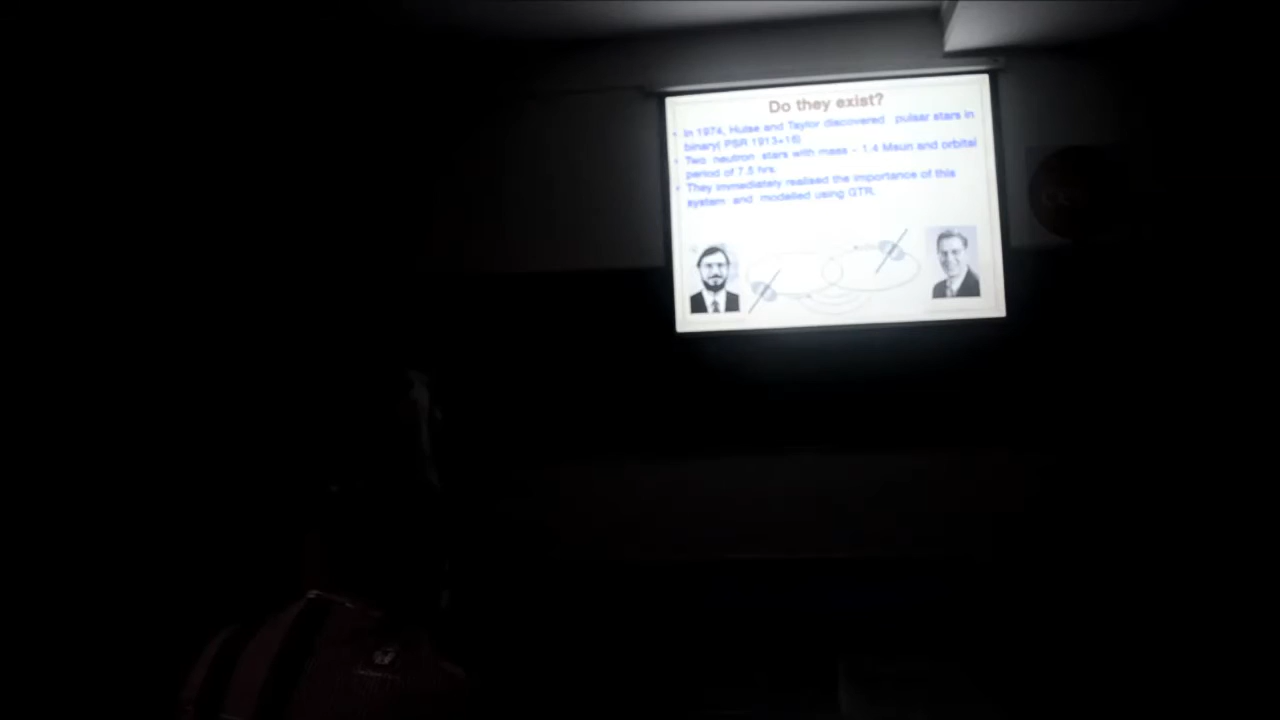 Do they exist?
• In 1974, Hulse and Taylor discovered pulsar stars in
binary( PSR 1913+16)
• Two neutron stars with mass ~ 1.4 Msun and orbital
period of 7.5 hrs.
• They immediately realised the importance of this
system and modelled using GTR.